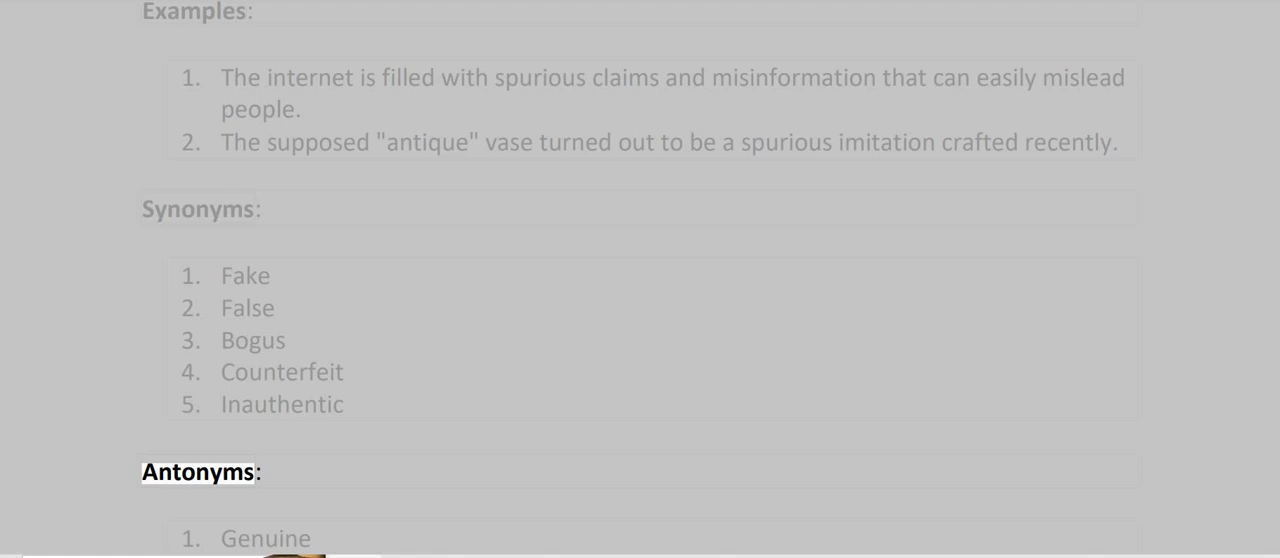 Examples:
1. The internet is filled with spurious claims and misinformation that can easily mislead
people.
2. The supposed "antique" vase turned out to be a spurious imitation crafted recently.
Synonyms:
1. Fake
2. False
3. Bogus
4. Counterfeit
5. Inauthentic
Antonyms:
1. Genuine